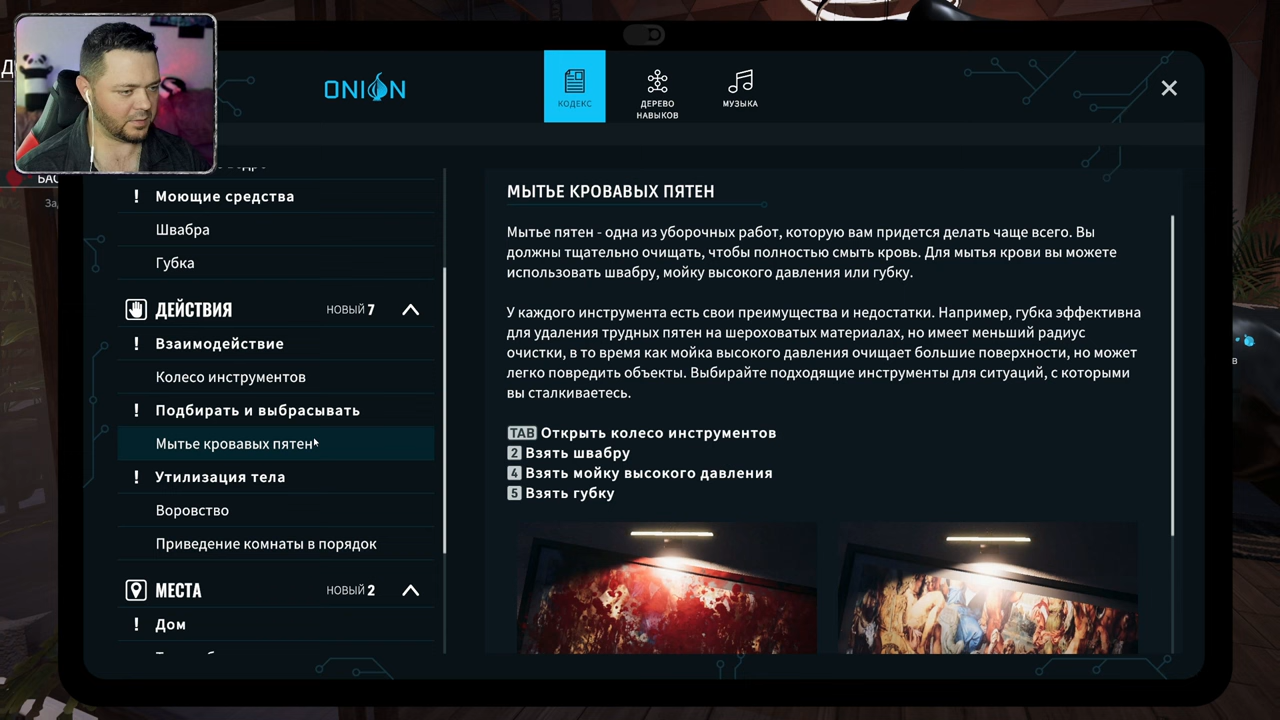 ONION
КОДЕКС
ДЕРЕВО
НАВЫКОВ
МУЗЫКА
! Моющие средства
Швабра
Губка
ДЕЙСТВИЯ НОВЫЙ 7
! Взаимодействие
Колесо инструментов
! Подбирать и выбрасывать
Мытье кровавых пятен
! Утилизация тела
Воровство
Приведение комнаты в порядок
МЕСТА НОВЫЙ 2
! Дом
МЫТЬЕ КРОВАВЫХ ПЯТЕН
Мытье пятен - одна из уборочных работ, которую вам придется делать чаще всего. Вы
должны тщательно очищать, чтобы полностью смыть кровь. Для мытья крови вы можете
использовать швабру, мойку высокого давления или губку.
У каждого инструмента есть свои преимущества и недостатки. Например, губка эффективна
для удаления трудных пятен на шероховатых материалах, но имеет меньший радиус
очистки, в то время как мойка высокого давления очищает большие поверхности, но может
легко повредить объекты. Выбирайте подходящие инструменты для ситуаций, с которыми
вы сталкиваетесь.
TAB Открыть колесо инструментов
2 Взять швабру
4 Взять мойку высокого давления
5 Взять губку